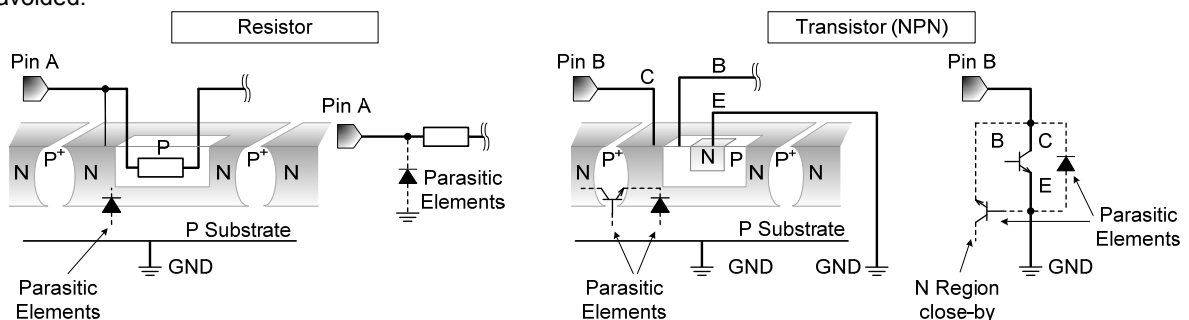 avoided.
Resistor
Transistor (NPN)
Pin A
Pin A
Parasitic
Elements
N
P+
N
P
N
P+
N
P Substrate
GND
Parasitic
Elements
Pin B
C
B
E
N
P+
N
N
P
P+
N
N
P Substrate
GND
GND
Parasitic
Elements
Pin B
B
C
E
Parasitic
Elements
GND
N Region
close-by